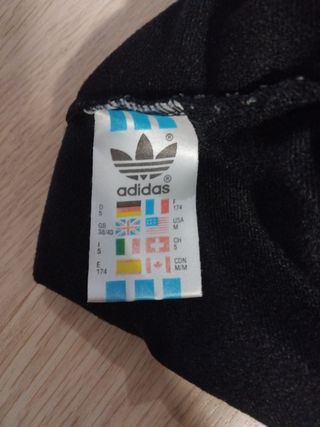 ®
®
adidas
D F
5 174
GB USA
38/40 M
I CH
5 5
E CDN
174 M/M